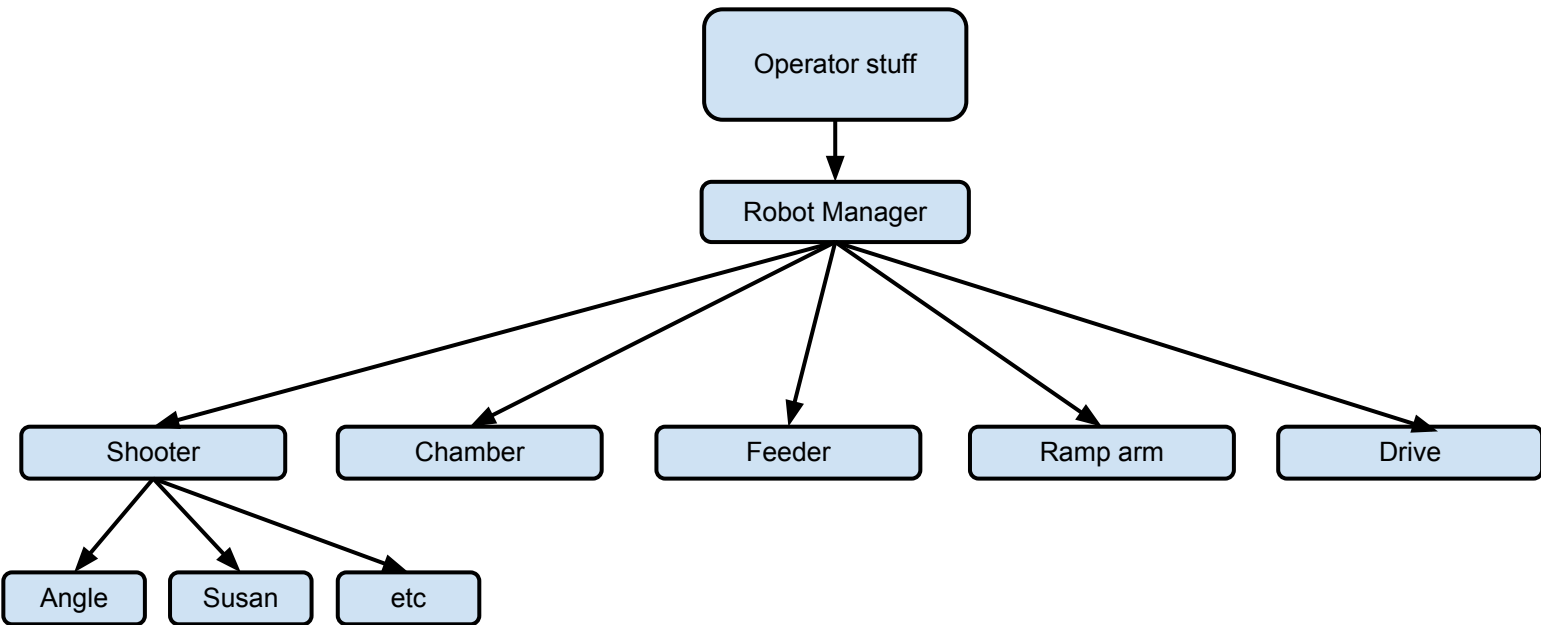 Operator stuff
Robot Manager
Shooter
Chamber
Feeder
Ramp arm
Drive
Angle
Susan
etc